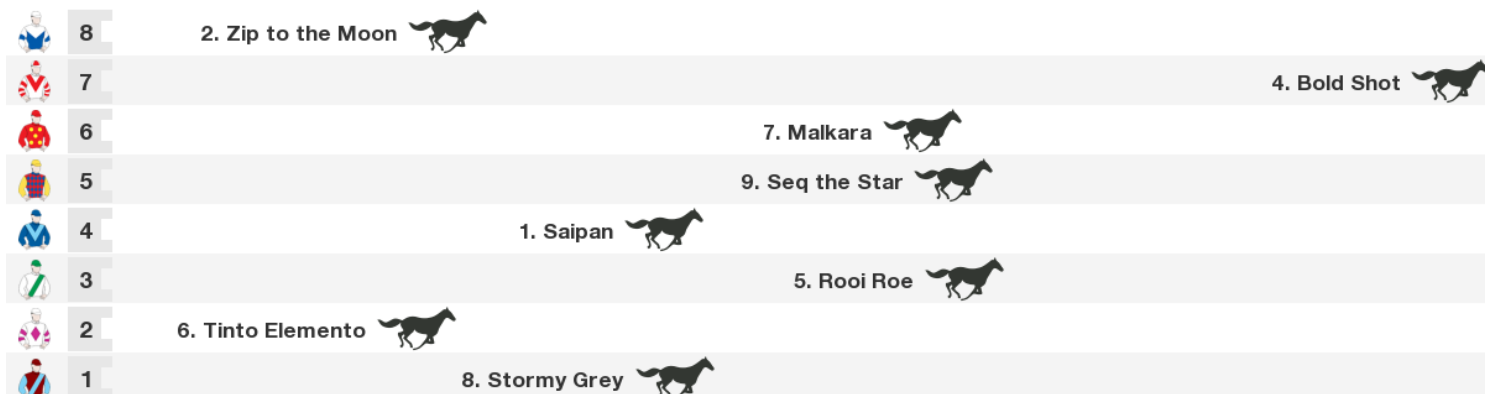 8 2. Zip to the Moon
7 4. Bold Shot
6 7. Malkara
5 9. Seq the Star
4 1. Saipan
3 5. Rooi Roe
2 6. Tinto Elemento
1 8. Stormy Grey